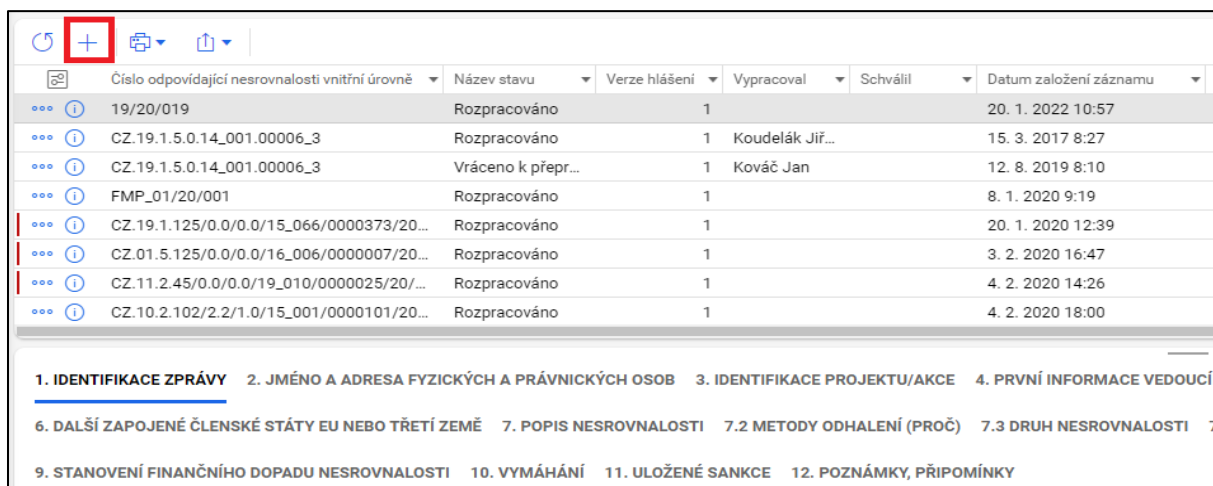 Číslo odpovídající nesrovnalosti vnitřní úrovně Název stavu Verze hlášení Vypracoval Schválil Datum založení záznamu
19/20/019 Rozpracováno 1 20. 1. 2022 10:57
CZ.19.1.5.0.14_001.00006_3 Rozpracováno 1 Koudelák Jiř... 15. 3. 2017 8:27
CZ.19.1.5.0.14_001.00006_3 Vráceno k přepr... 1 Kováč Jan 12. 8. 2019 8:10
FMP_01/20/001 Rozpracováno 1 8. 1. 2020 9:19
CZ.19.1.125/0.0/0.0/15_066/0000373/20... Rozpracováno 1 20. 1. 2020 12:39
CZ.01.5.125/0.0/0.0/16_006/0000007/20... Rozpracováno 1 3. 2. 2020 16:47
CZ.11.2.45/0.0/0.0/19_010/0000025/20/... Rozpracováno 1 4. 2. 2020 14:26
CZ.10.2.102/2.2/1.0/15_001/0000101/20... Rozpracováno 1 4. 2. 2020 18:00
1. IDENTIFIKACE ZPRÁVY 2. JMÉNO A ADRESA FYZICKÝCH A PRÁVNICKÝCH OSOB 3. IDENTIFIKACE PROJEKTU/AKCE 4. PRVNÍ INFORMACE VEDOUCÍ
6. DALŠÍ ZAPOJENÉ ČLENSKÉ STÁTY EU NEBO TŘETÍ ZEMĚ 7. POPIS NESROVNALOSTI 7.2 METODY ODHALENÍ (PROČ) 7.3 DRUH NESROVNALOSTI 7
9. STANOVENÍ FINANČNÍHO DOPADU NESROVNALOSTI 10. VYMÁHÁNÍ 11. ULOŽENÉ SANKCE 12. POZNÁMKY, PŘIPOMÍNKY